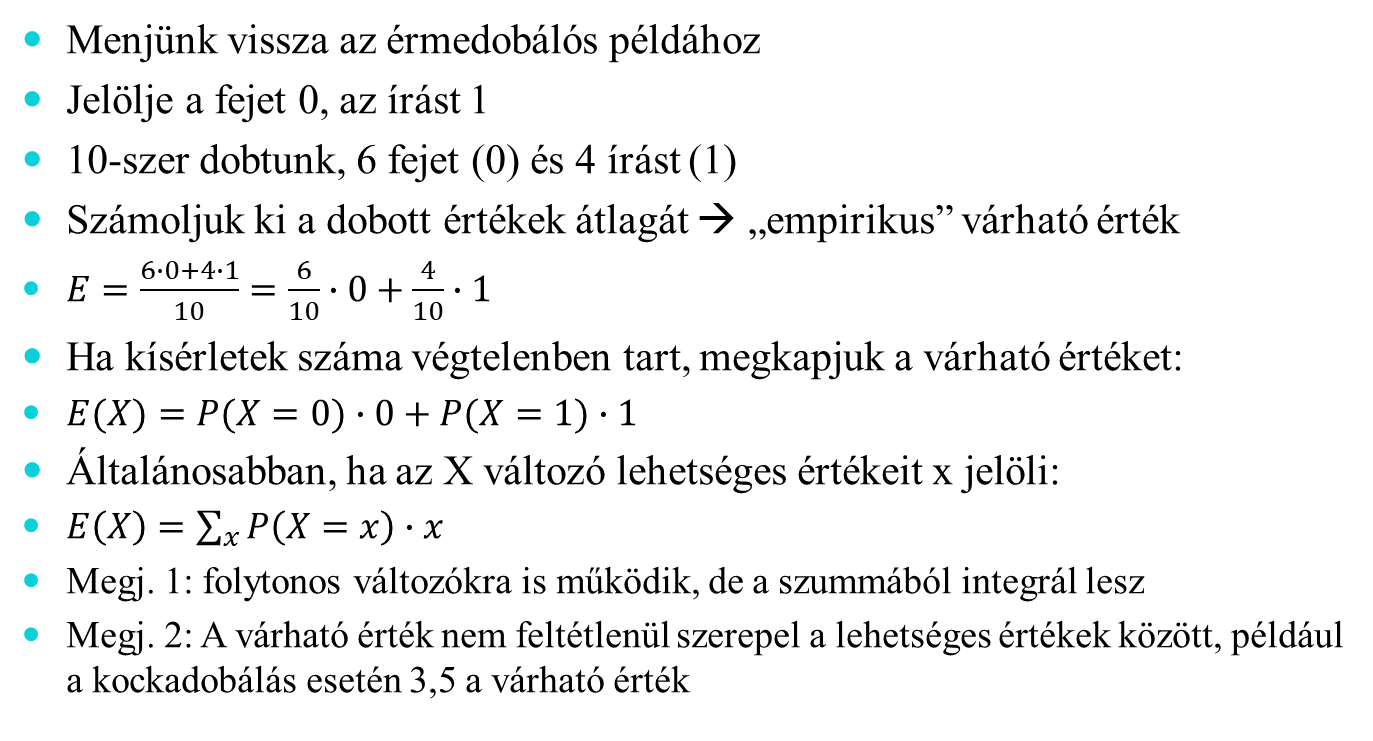 • Menjünk vissza az érmedobálós példához
• Jelölje a fejet 0, az írást 1
• 10-szer dobtunk, 6 fejet (0) és 4 írást (1)
• Számoljuk ki a dobott értékek átlagát → „empirikus” várható érték
• E = \frac{6·0+4·1}{10} = \frac{6}{10} · 0 + \frac{4}{10} · 1
• Ha kísérletek száma végtelenben tart, megkapjuk a várható értéket:
• E(X) = P(X = 0) · 0 + P(X = 1) · 1
• Általánosabban, ha az X változó lehetséges értékeit x jelöli:
• E(X) = ∑ₓ P(X = x) · x
• Megj. 1: folytonos változókra is működik, de a szummából integrál lesz
• Megj. 2: A várható érték nem feltétlenül szerepel a lehetséges értékek között, például
a kockadobálás esetén 3,5 a várható érték